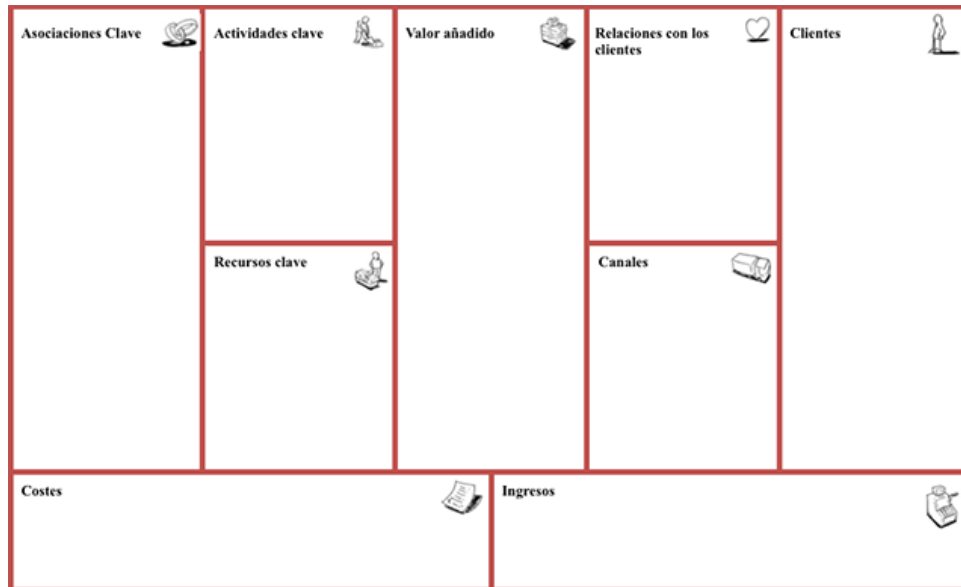 Asociaciones Clave
Actividades clave
Valor añadido
Relaciones con los
clientes
Clientes
Recursos clave
Canales
Costes
Ingresos